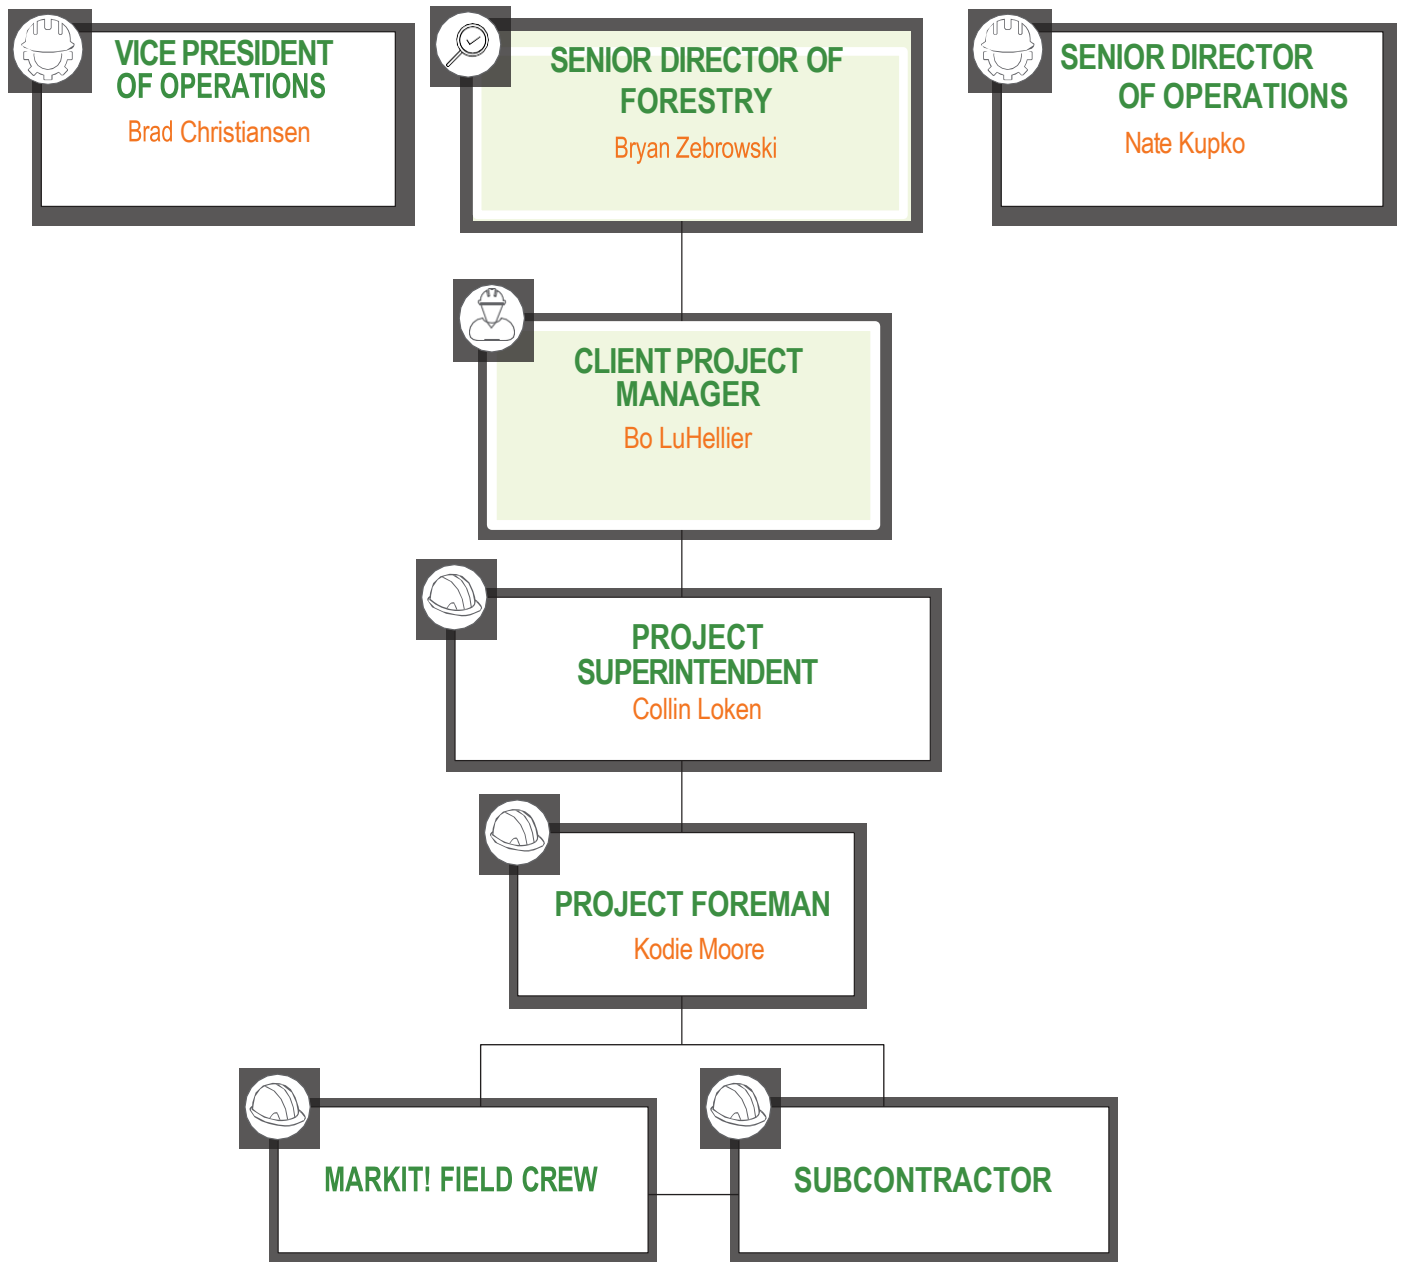 VICE PRESIDENT
OF OPERATIONS
Brad Christiansen
SENIOR DIRECTOR OF
FORESTRY
Bryan Zebrowski
SENIOR DIRECTOR
OF OPERATIONS
Nate Kupko
CLIENT PROJECT
MANAGER
Bo LuHellier
PROJECT
SUPERINTENDENT
Collin Loken
PROJECT FOREMAN
Kodie Moore
MARKIT! FIELD CREW
SUBCONTRACTOR